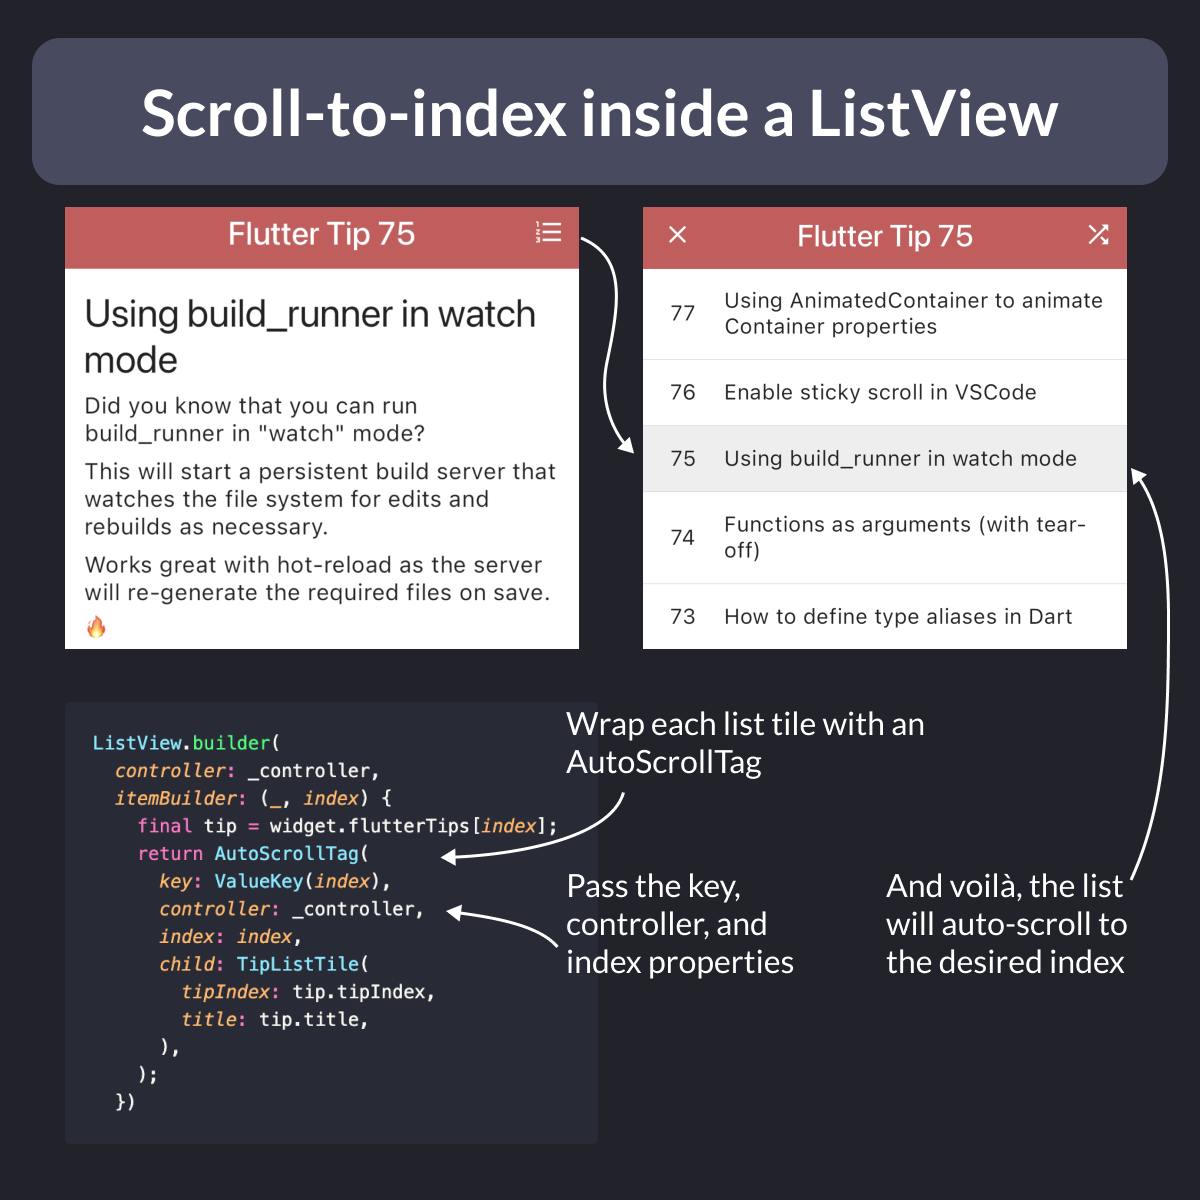 Scroll-to-index inside a ListView
Flutter Tip 75
1
2
3
Using build_runner in watch
mode
Did you know that you can run
build_runner in "watch" mode?
This will start a persistent build server that
watches the file system for edits and
rebuilds as necessary.
Works great with hot-reload as the server
will re-generate the required files on save.
🔥
Flutter Tip 75
77 Using AnimatedContainer to animate
Container properties
76 Enable sticky scroll in VSCode
75 Using build_runner in watch mode
74 Functions as arguments (with tear-
off)
73 How to define type aliases in Dart
ListView.builder(
  controller: _controller,
  itemBuilder: (_, index) {
    final tip = widget.flutterTips[index];
    return AutoScrollTag(
      key: ValueKey(index),
      controller: _controller,
      index: index,
      child: TipListTile(
        tipIndex: tip.tipIndex,
        title: tip.title,
      ),
    );
  })
Wrap each list tile with an
AutoScrollTag
Pass the key,
controller, and
index properties
And voilà, the list
will auto-scroll to
the desired index